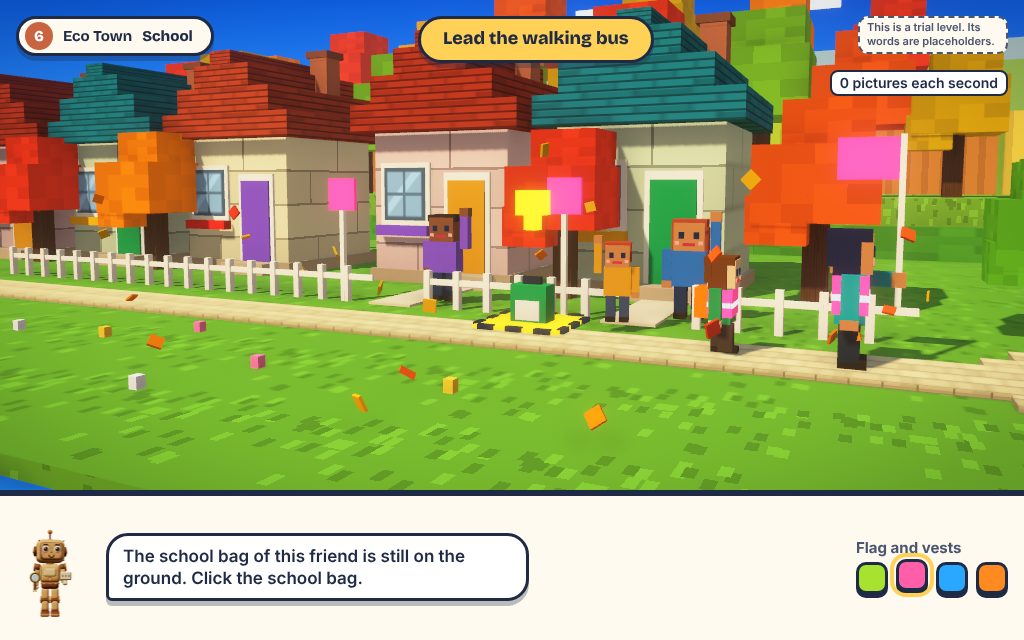 6 Eco Town School
Lead the walking bus
This is a trial level. Its
words are placeholders.
0 pictures each second
The school bag of this friend is still on the
ground. Click the school bag.
Flag and vests